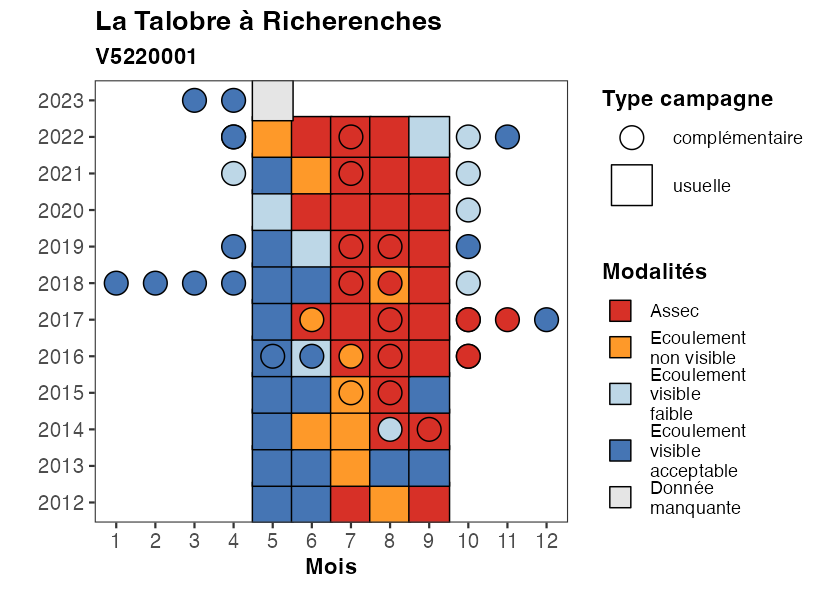 La Talobre à Richerenches
V5220001
2023
2022
2021
2020
2019
2018
2017
2016
2015
2014
2013
2012
1 2 3 4 5 6 7 8 9 10 11 12
Mois
Type campagne
complémentaire
usuelle
Modalités
Assec
Ecoulement
non visible
Ecoulement
visible
faible
Ecoulement
visible
acceptable
Donnée
manquante